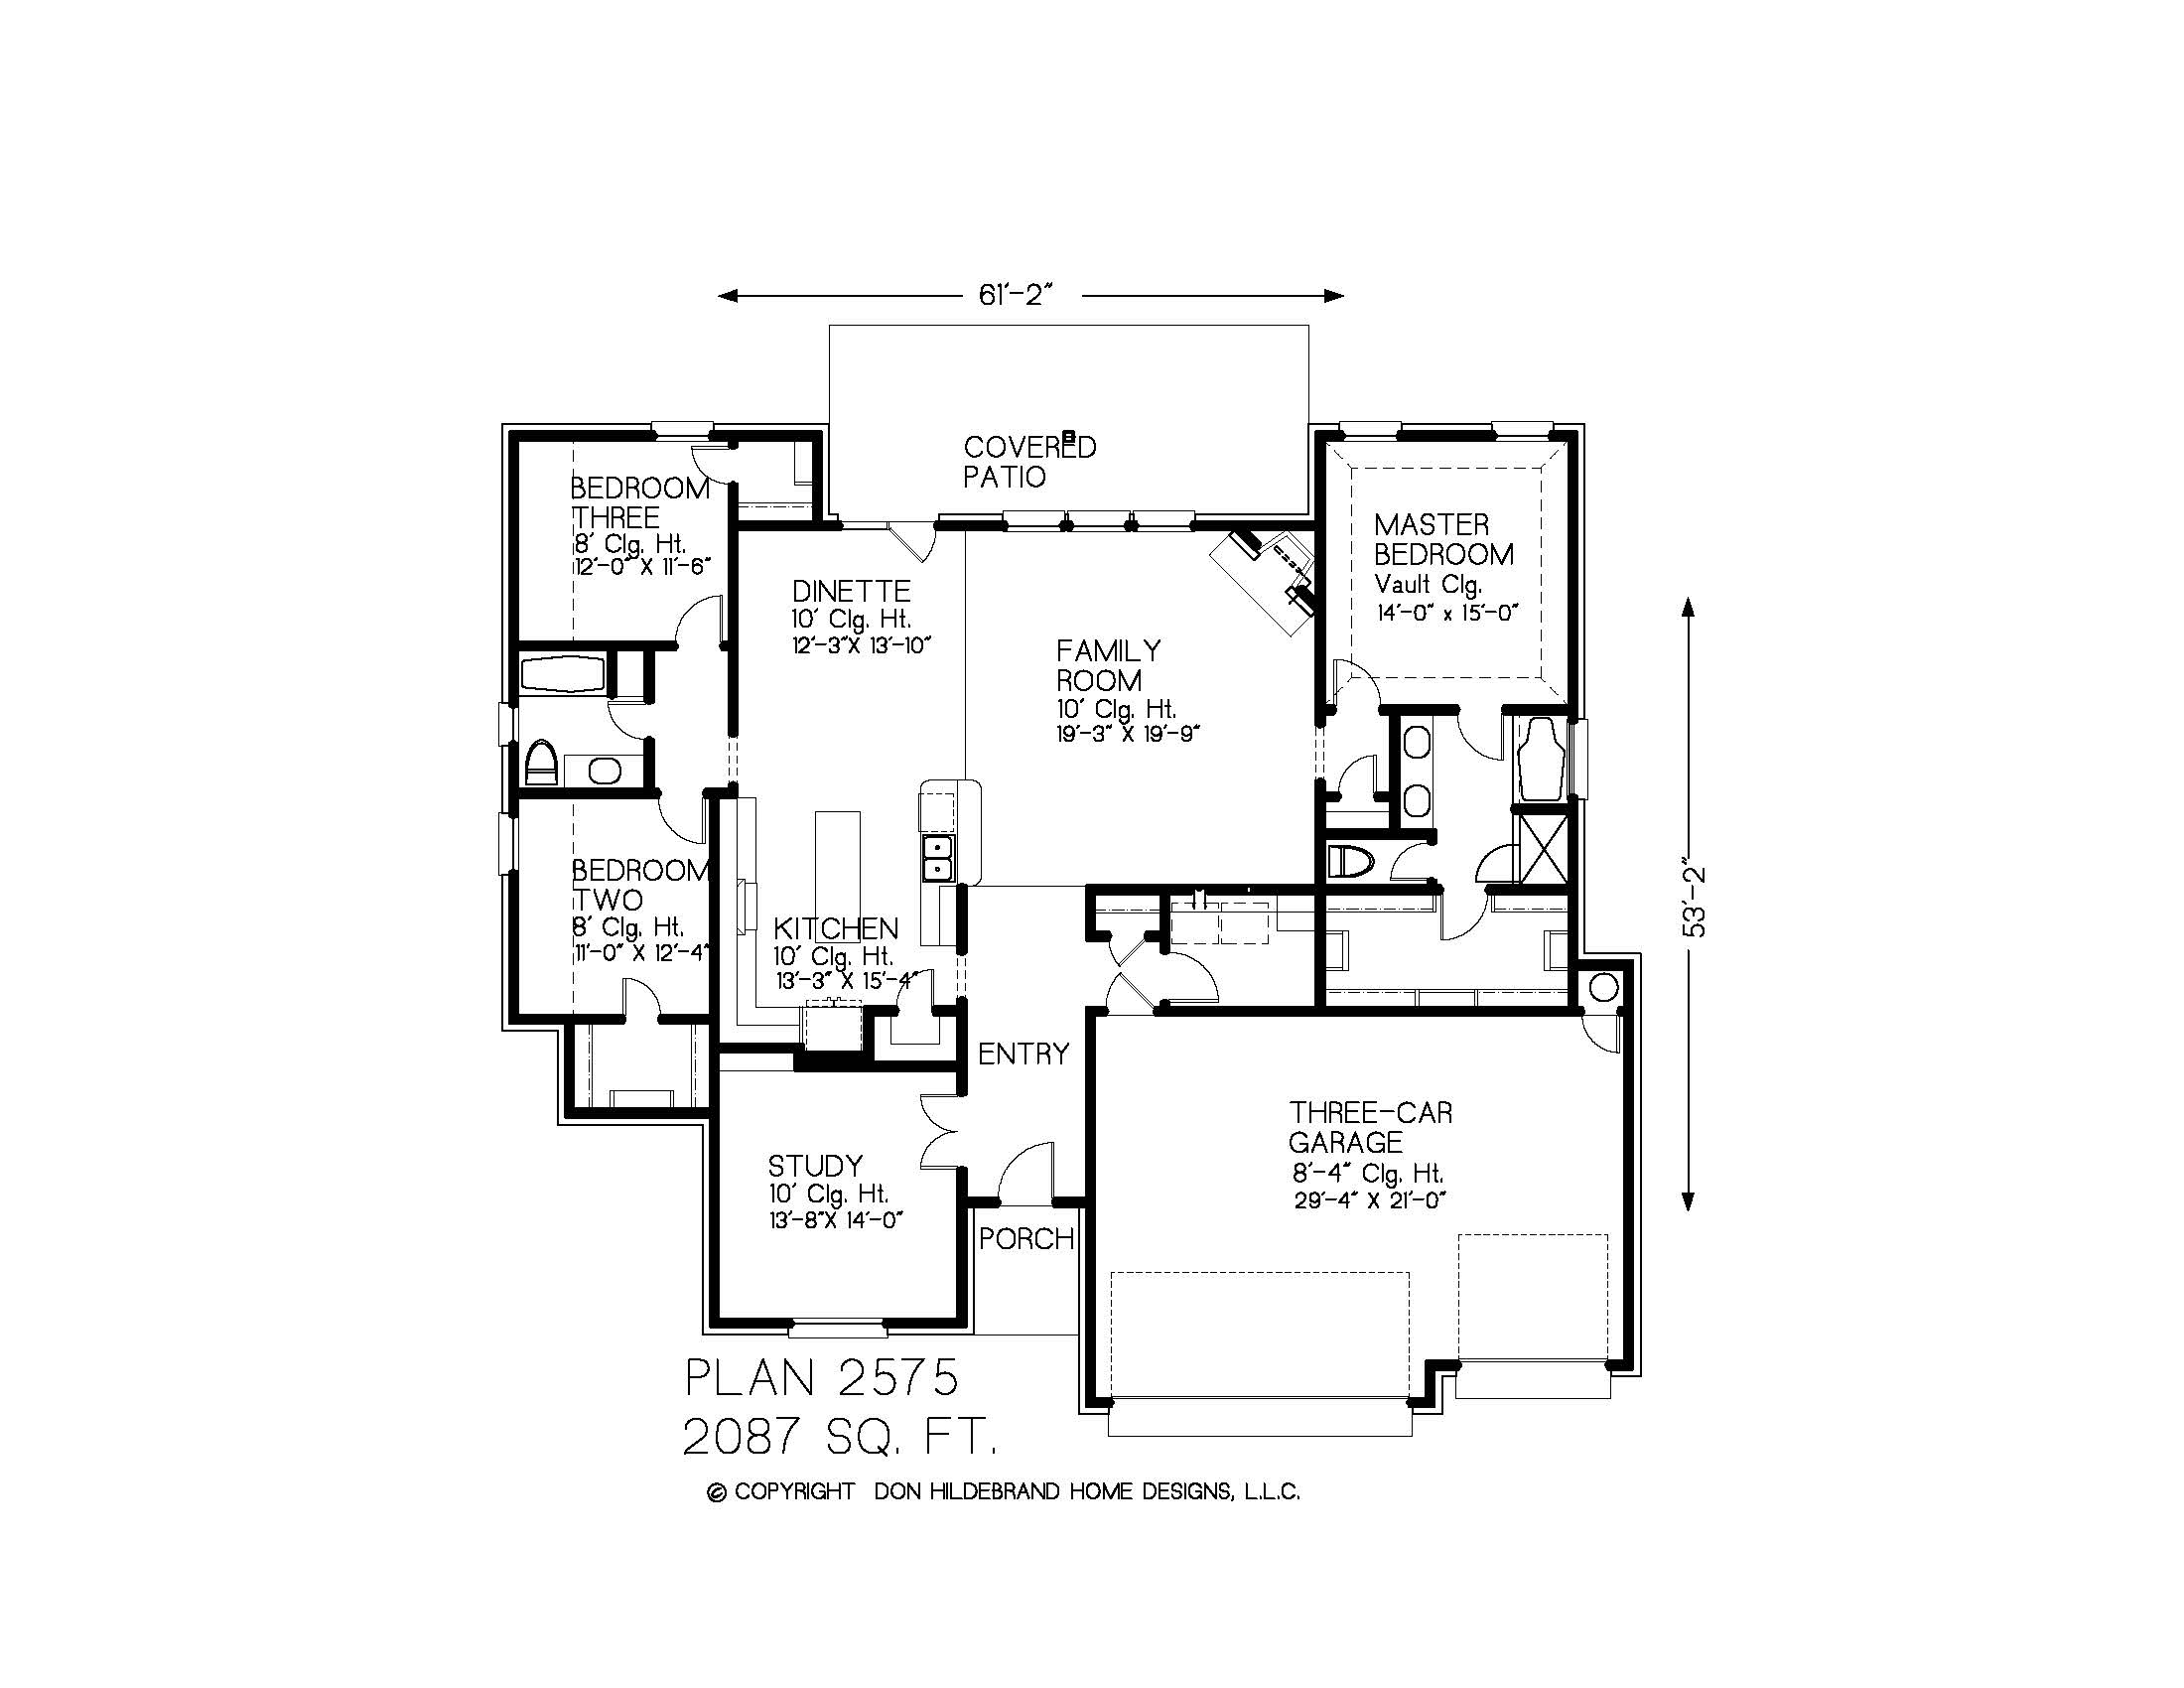 61'-2"
COVERED
PATIO
BEDROOM
THREE
8' Clg. Ht.
12'-0" X 11'-6"
MASTER
BEDROOM
Vault Clg.
14'-0" x 15'-0"
DINETTE
10' Clg. Ht.
12'-3"X 13'-10"
FAMILY
ROOM
10' Clg. Ht.
19'-3" X 19'-9"
BEDROOM
TWO
8' Clg. Ht.
11'-0" X 12'-4"
KITCHEN
10' Clg. Ht.
13'-3" X 15'-4"
53'-2"
ENTRY
THREE-CAR
GARAGE
8'-4" Clg. Ht.
29'-4" X 21'-0"
STUDY
10' Clg. Ht.
13'-8"X 14'-0"
PORCH
PLAN 2575
2087 SQ. FT.
© COPYRIGHT DON HILDEBRAND HOME DESIGNS, L.L.C.